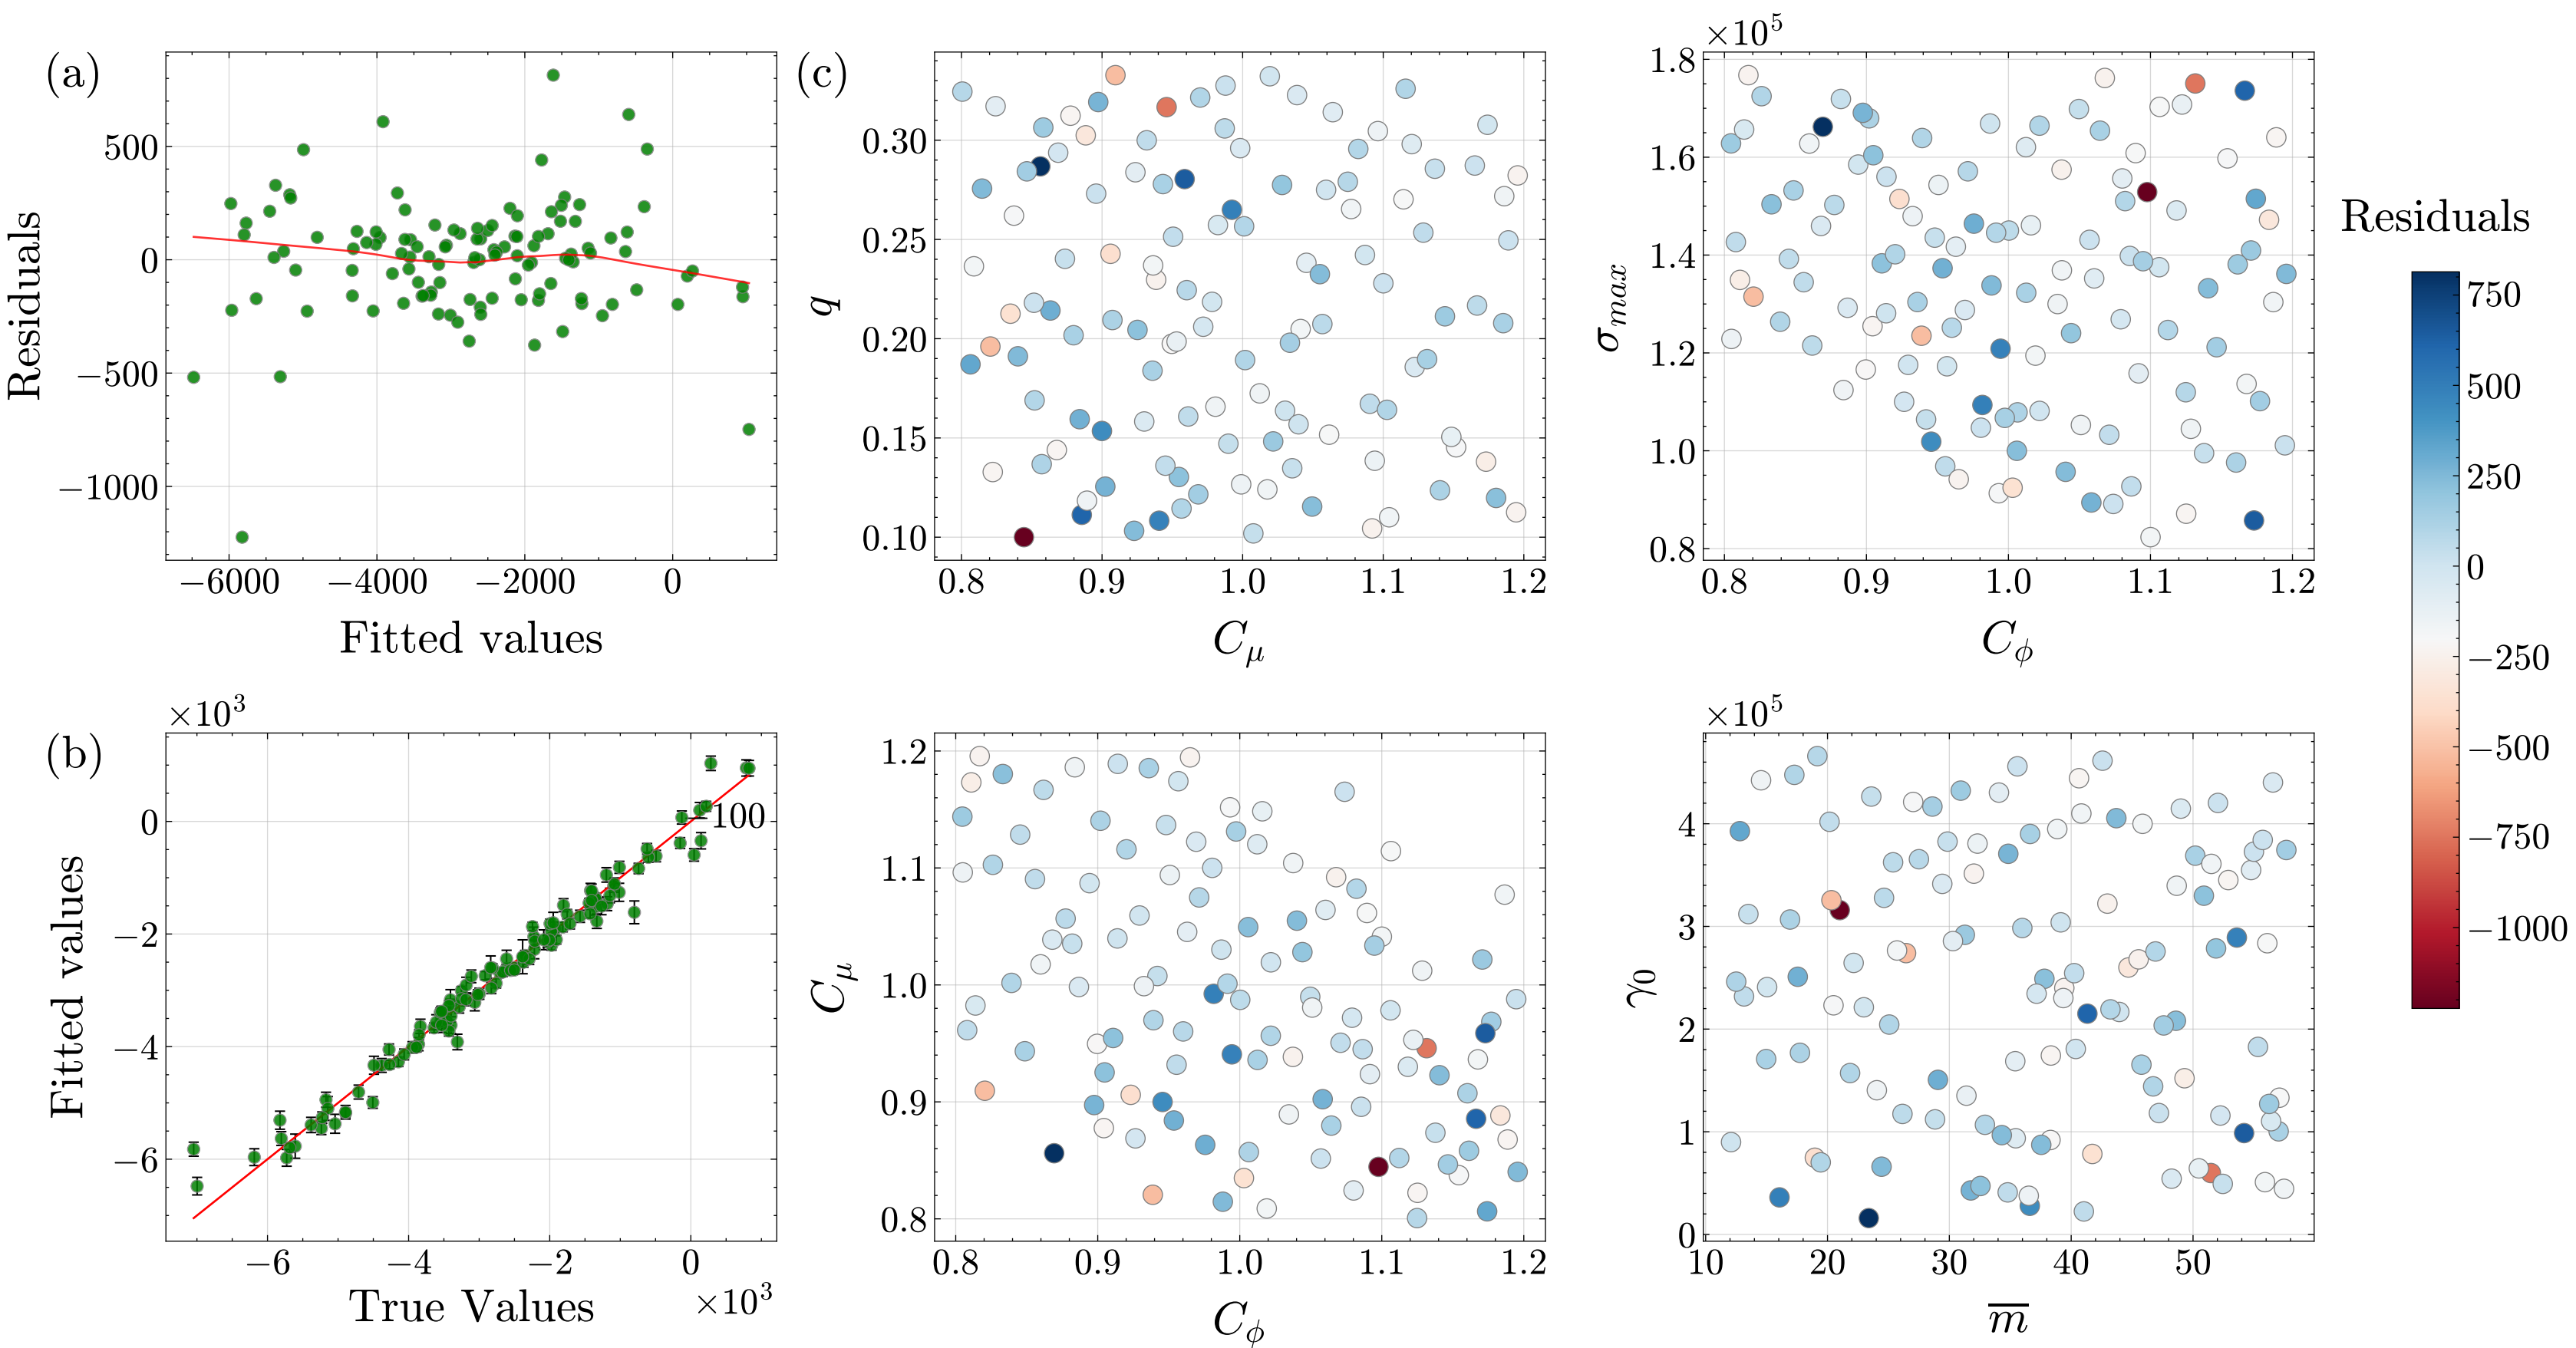 (a)
Residuals
500
0
−500
−1000
−6000 −4000 −2000 0
Fitted values
(c)
q
0.30
0.25
0.20
0.15
0.10
0.8 0.9 1.0 1.1 1.2
C_μ
×10^5
σ_max
1.8
1.6
1.4
1.2
1.0
0.8
0.8 0.9 1.0 1.1 1.2
C_ϕ
Residuals
750
500
250
0
−250
−500
−750
−1000
(b)
×10^3
Fitted values
0
−2
−4
−6
100
−6 −4 −2 0
True Values
×10^3
C_μ
1.2
1.1
1.0
0.9
0.8
0.8 0.9 1.0 1.1 1.2
C_ϕ
×10^5
γ_0
4
3
2
1
0
10 20 30 40 50
m̅